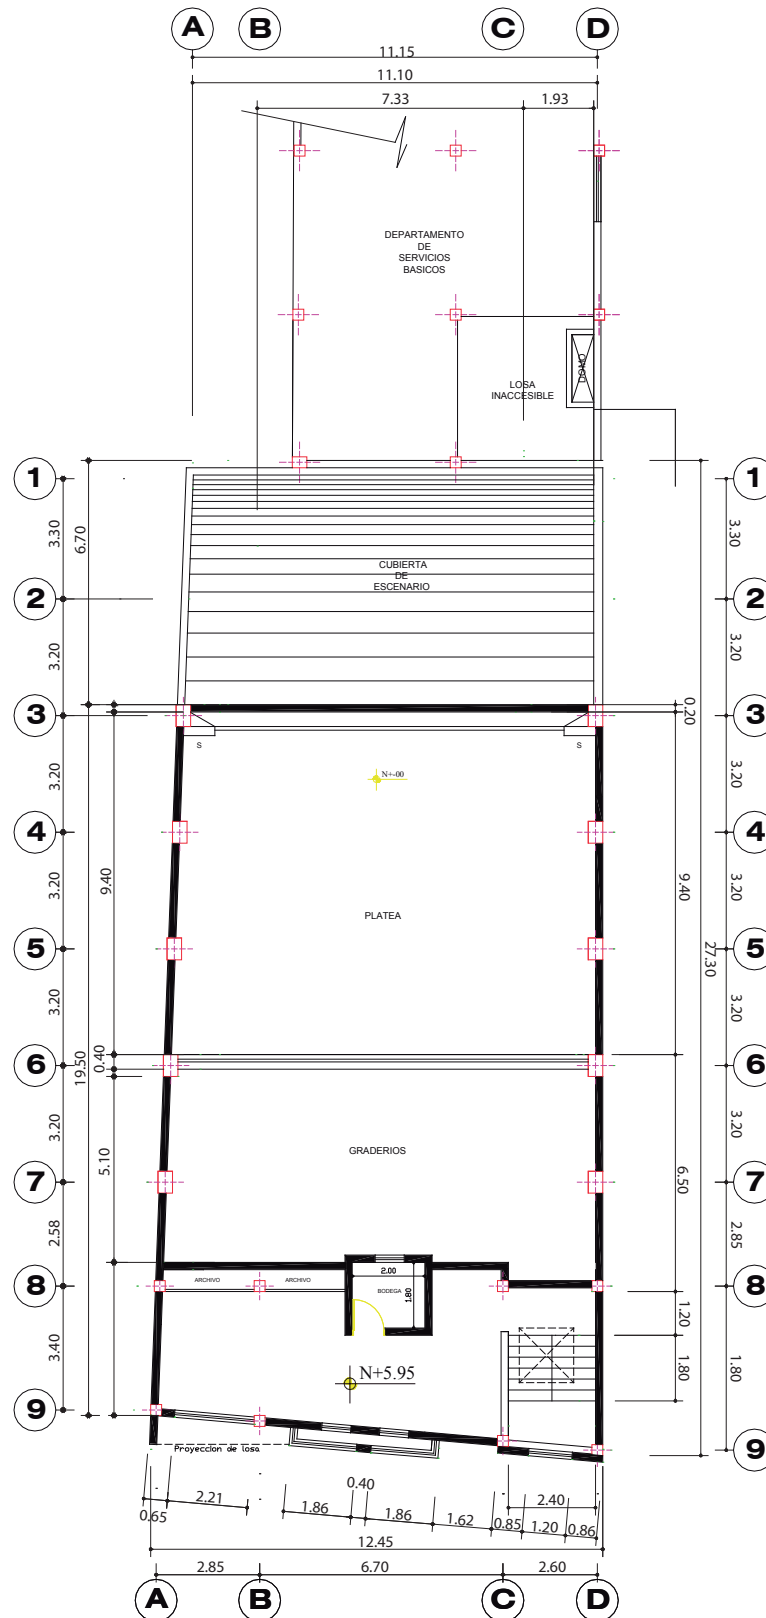 A B C D
11.15
11.10
7.33 1.93
DEPARTAMENTO
DE
SERVICIOS
BASICOS
DOMO
LOSA
INACCESIBLE
1 1
3.30 6.70 3.30
CUBIERTA
DE
ESCENARIO
2 2
3.20 3.20
0.20
3 3
S S
3.20 N+-00 3.20
4 4
3.20 9.40 9.40 3.20
PLATEA
5 5
27.30
3.20 3.20
19.50 0.40
6 6
3.20 5.10 3.20
GRADERIOS
6.50
7 7
2.58 2.85
ARCHIVO ARCHIVO
2.00
BODEGA
1.80
8 8
1.20
3.40 1.80 1.80
N+5.95
9
9
Proyeccion de losa
0.40
0.65 2.21 1.86 1.86 1.62 0.85 1.20 0.86
2.40
12.45
2.85 6.70 2.60
A B C D